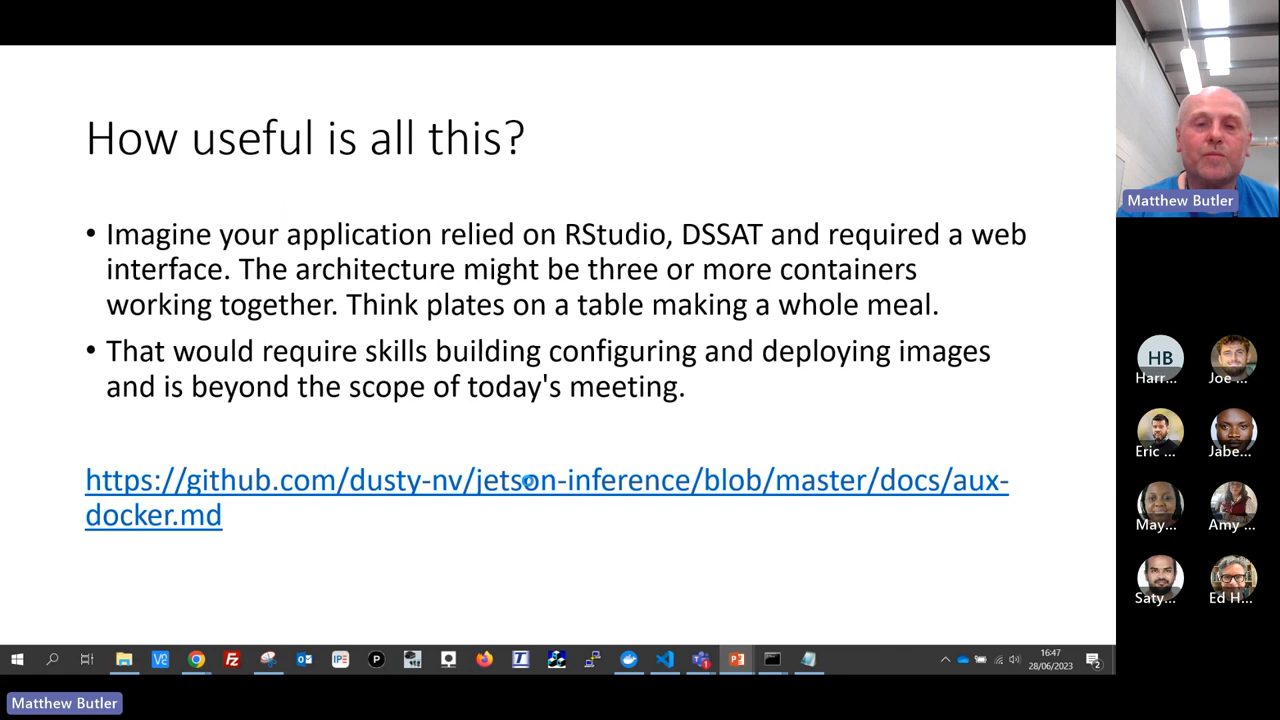 How useful is all this?
• Imagine your application relied on RStudio, DSSAT and required a web
interface. The architecture might be three or more containers
working together. Think plates on a table making a whole meal.
• That would require skills building configuring and deploying images
and is beyond the scope of today's meeting.
https://github.com/dusty-nv/jetson-inference/blob/master/docs/aux-
docker.md
Matthew Butler
HB
Harr...
Joe ...
Eric ...
Jabe...
May...
Amy ...
Saty...
Ed H...
16:47
28/06/2023
Matthew Butler